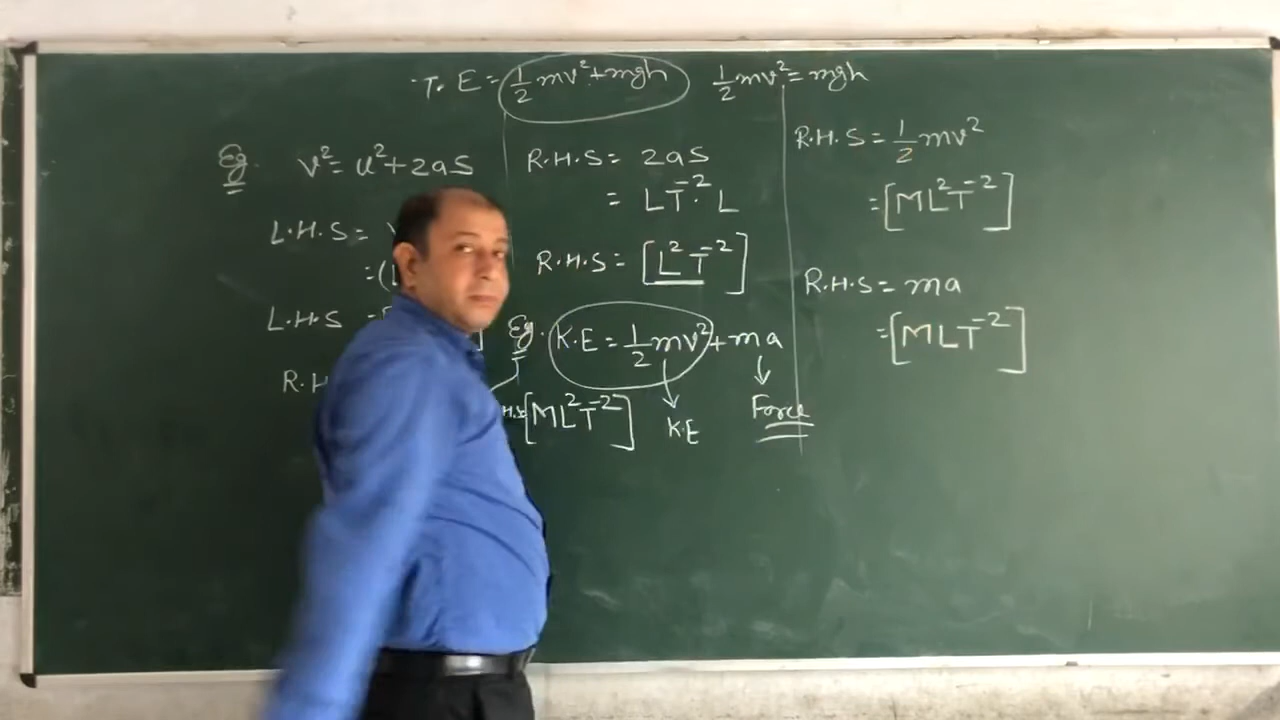 T. E = 1/2 mv² + mgh   1/2 mv² = mgh
Eg. v² = u² + 2aS
L.H.S =
= (
L.H.S =
R.H
R.H.S = 2aS
= LT⁻². L
R.H.S = [L²T⁻²]
Eg. K.E = 1/2 mv² + ma
[ML²T⁻²]
K.E
Force
R.H.S = 1/2 mv²
= [ML²T⁻²]
R.H.S = ma
= [MLT⁻²]